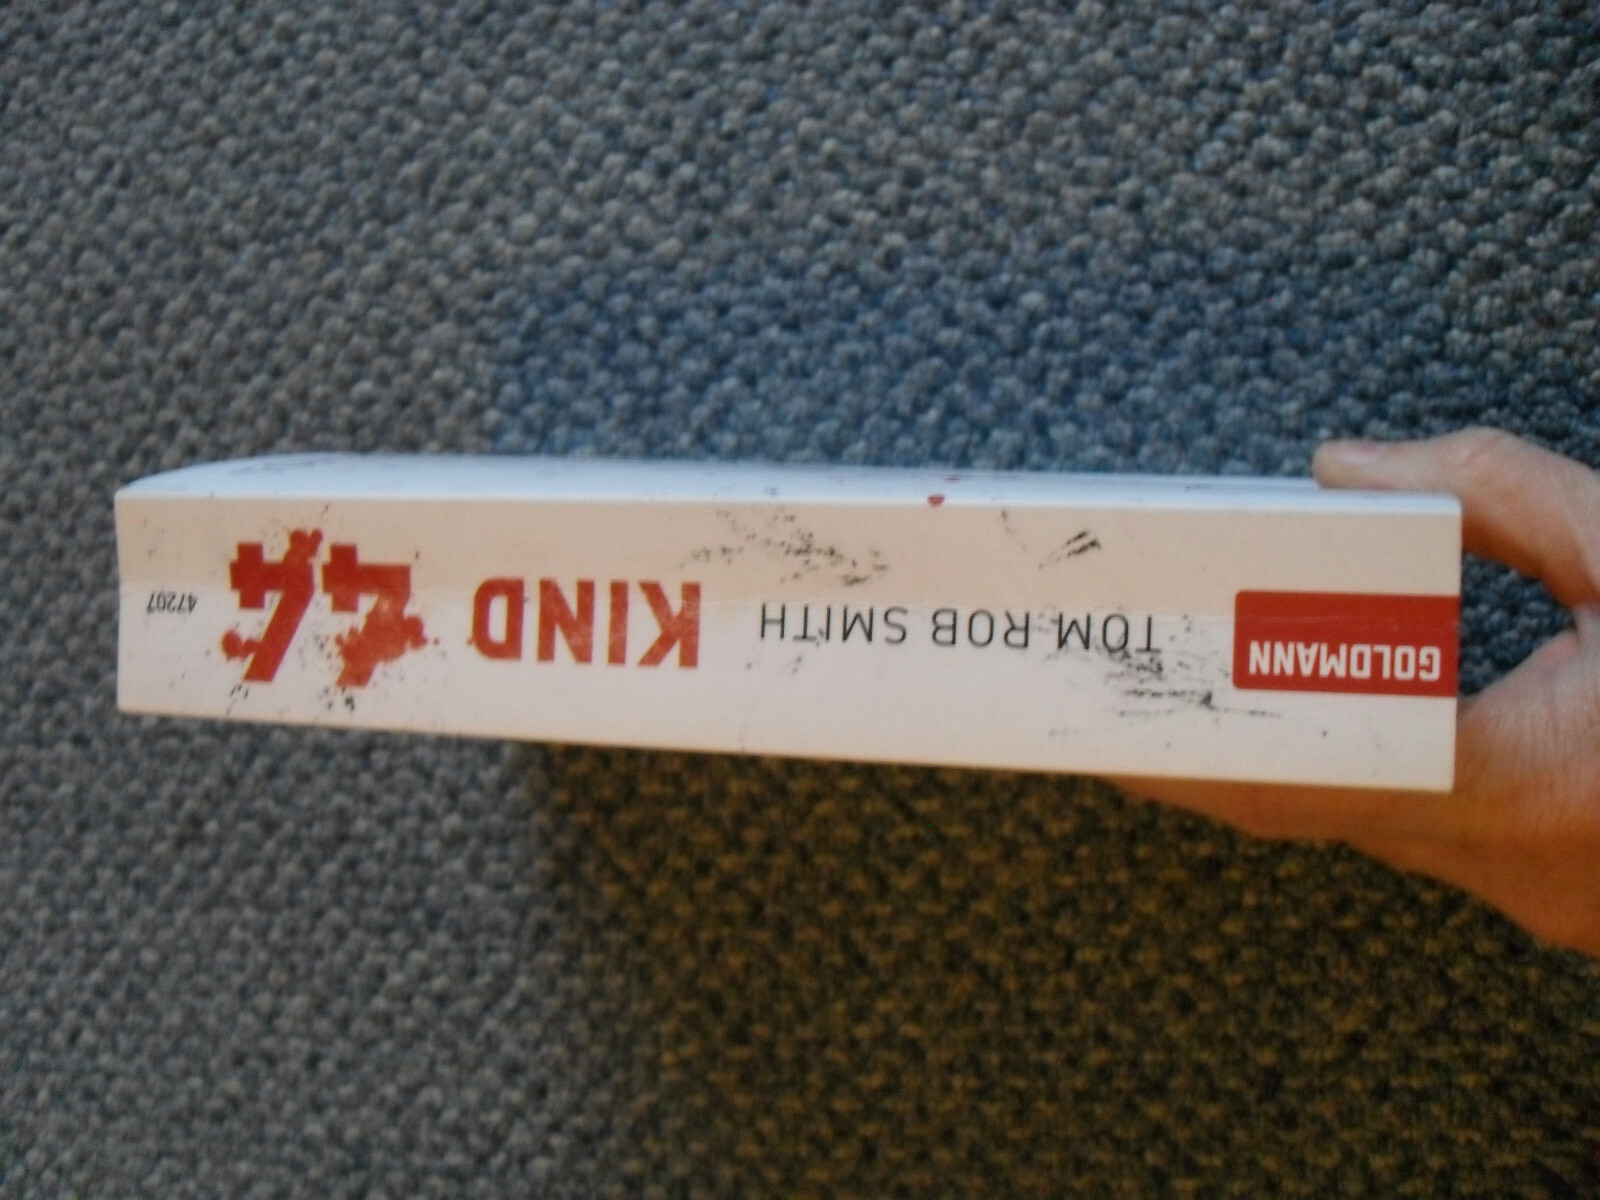 GOLDMANN
TOM ROB SMITH
KIND 44
47207